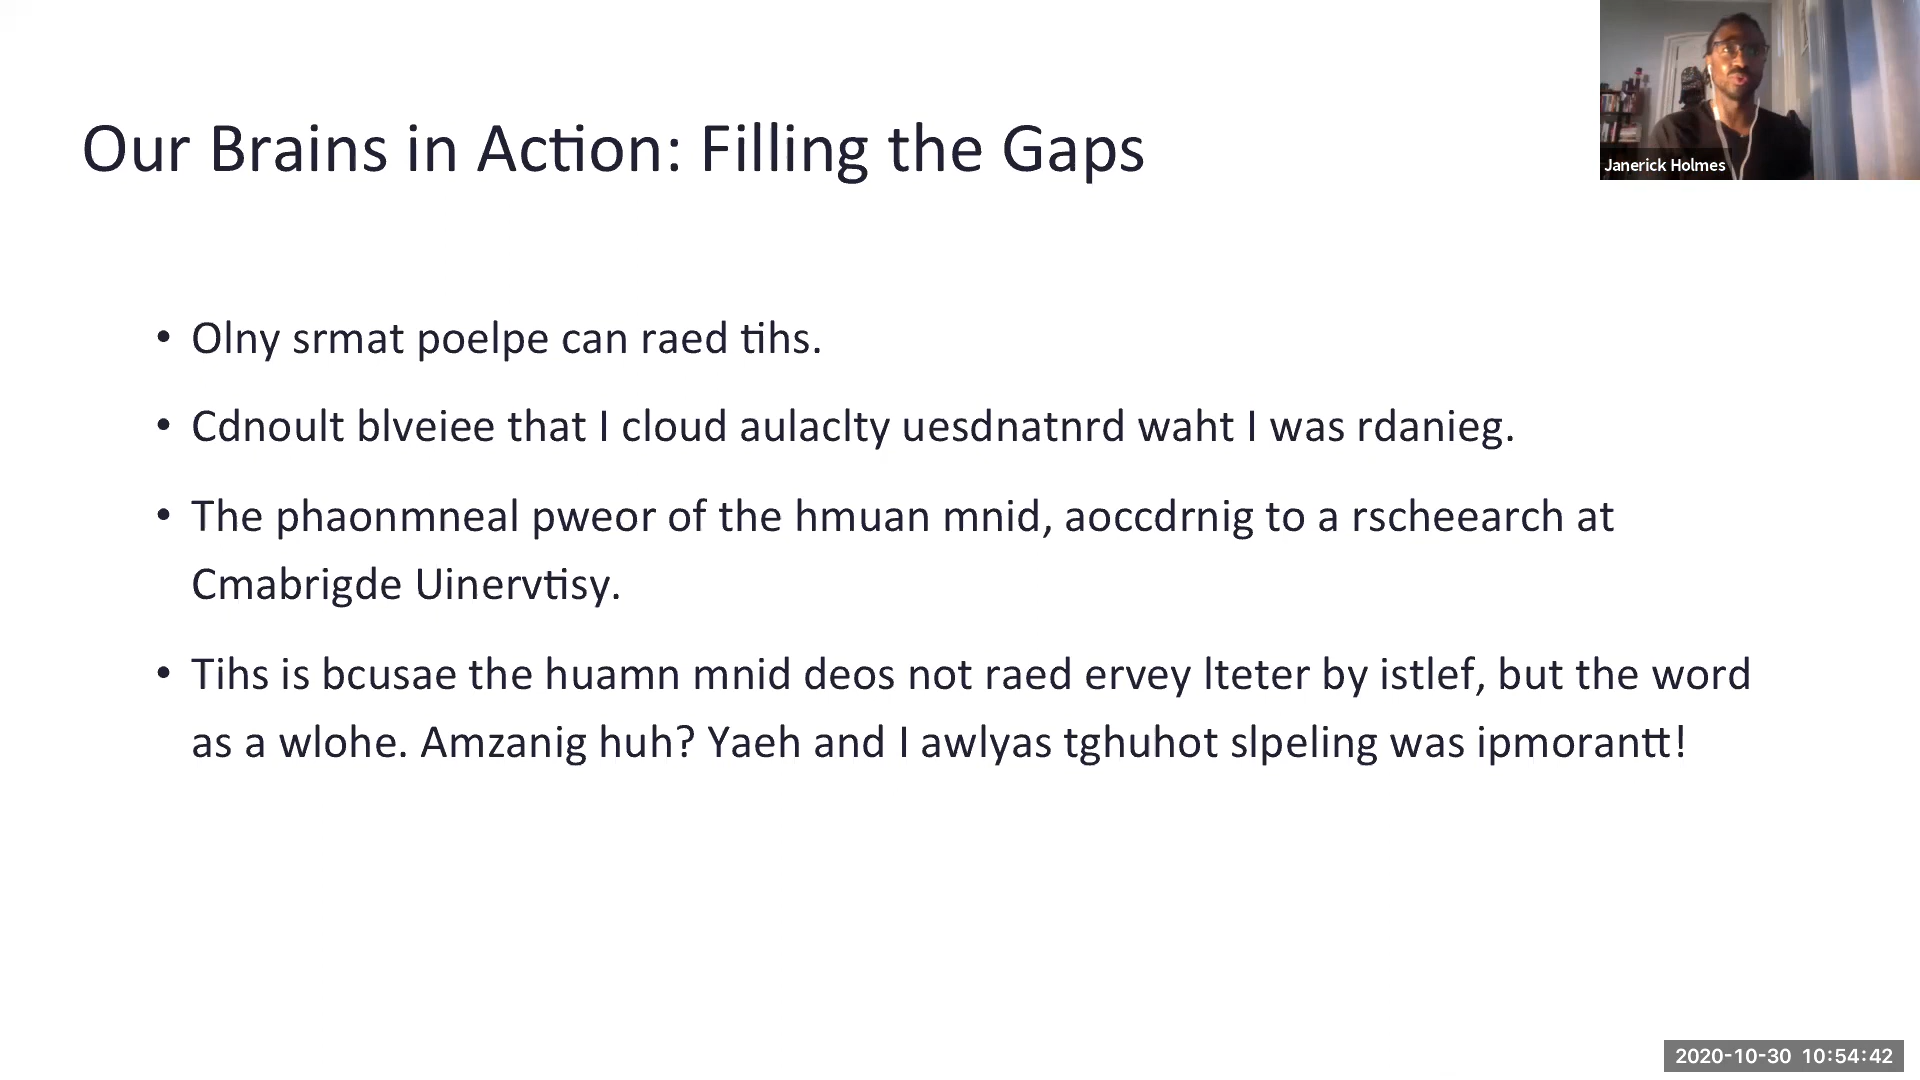 Our Brains in Action: Filling the Gaps
Janerick Holmes
• Olny srmat poelpe can raed tihs.
• Cdnoult blveiee that I cloud aulaclty uesdnatnrd waht I was rdanieg.
• The phaonmneal pweor of the hmuan mnid, aoccdrnig to a rscheearch at
Cmabrigde Uinervtisy.
• Tihs is bcusae the huamn mnid deos not raed ervey lteter by istlef, but the word
as a wlohe. Amzanig huh? Yaeh and I awlyas tghuhot slpeling was ipmorantt!
2020-10-30 10:54:42